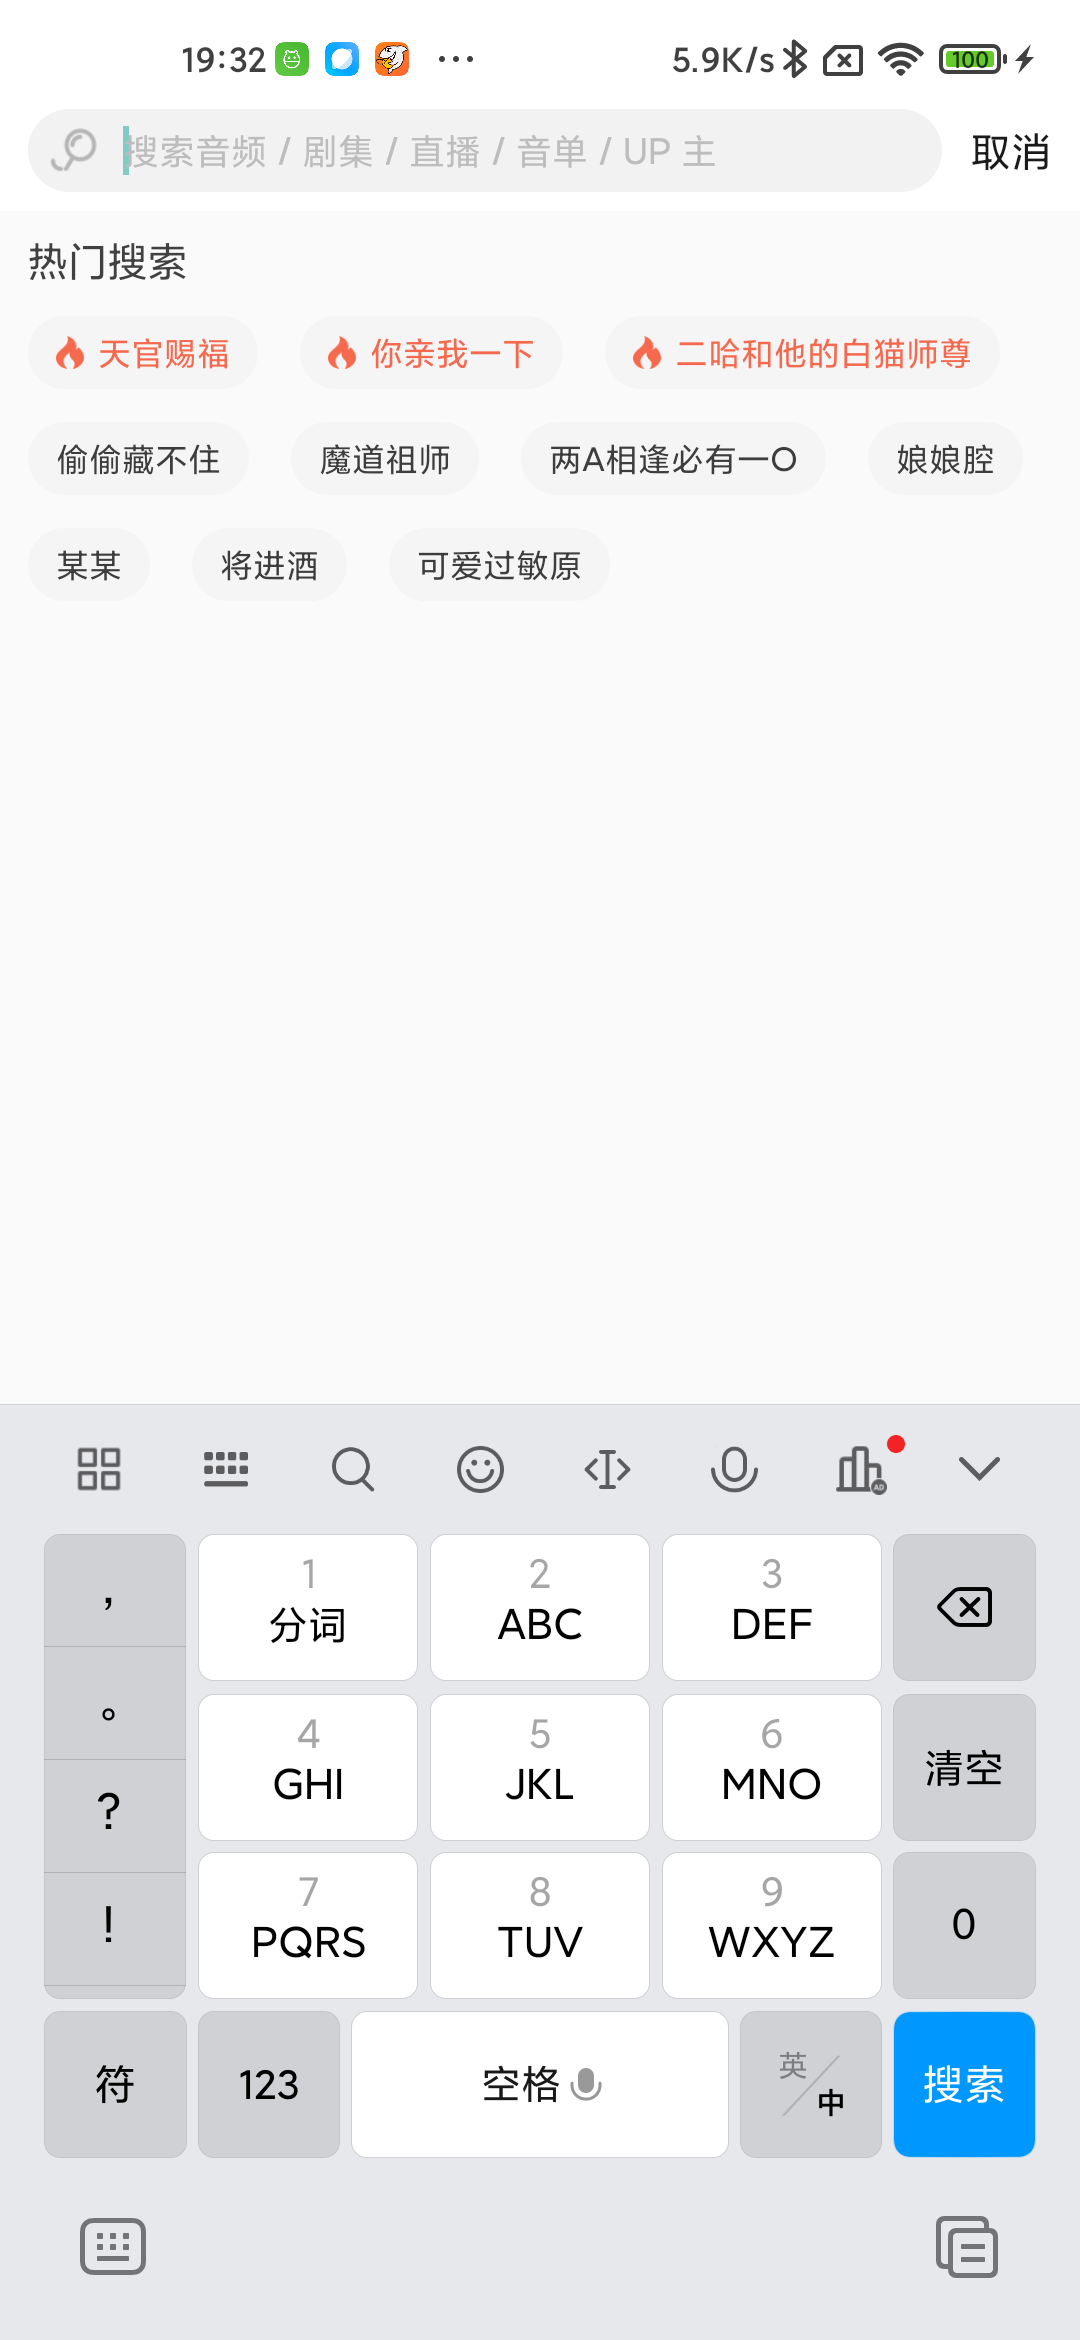 19:32 ... 5.9K/s 100
搜索音频 / 剧集 / 直播 / 音单 / UP 主 取消
热门搜索
天官赐福 你亲我一下 二哈和他的白猫师尊
偷偷藏不住 魔道祖师 两A相逢必有一O 娘娘腔
某某 将进酒 可爱过敏原
AD
， 1 2 3
分词 ABC DEF
。 4 5 6
GHI JKL MNO 清空
?
! 7 8 9
PQRS TUV WXYZ 0
符 123 空格 英/中 搜索